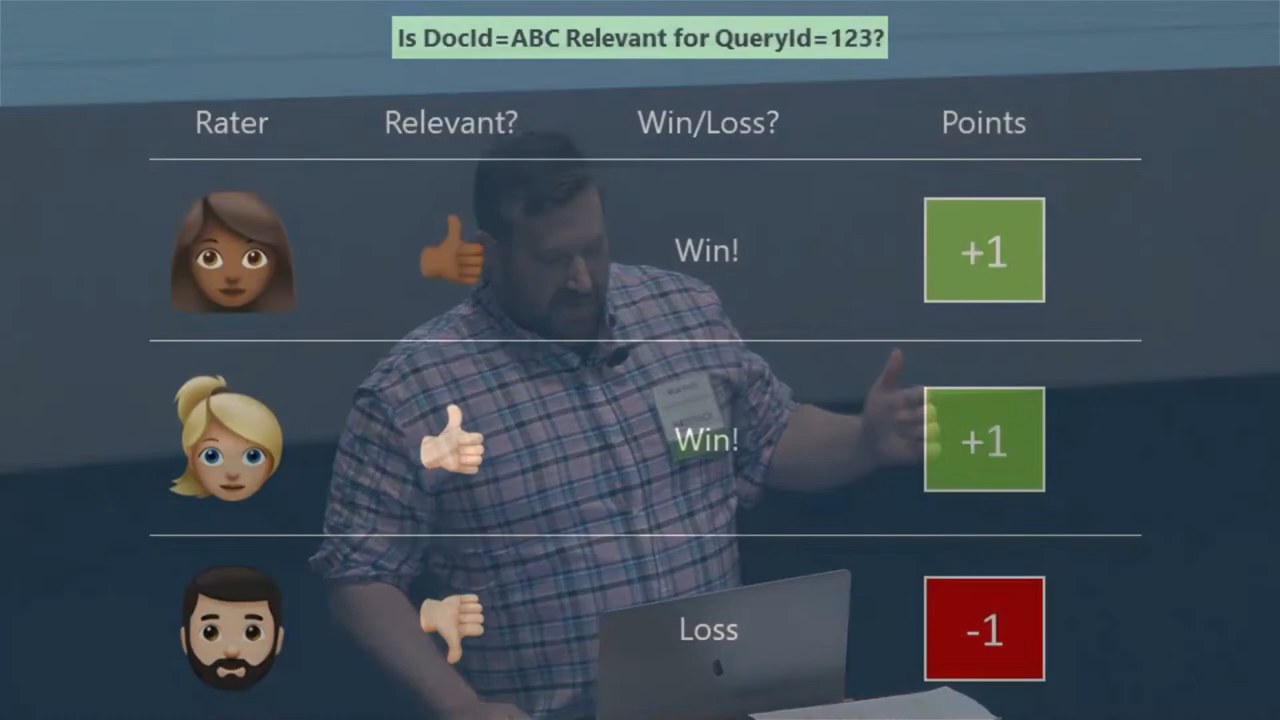 Is DocId=ABC Relevant for QueryId=123?
Rater Relevant? Win/Loss? Points
Win! +1
Win! +1
Loss -1